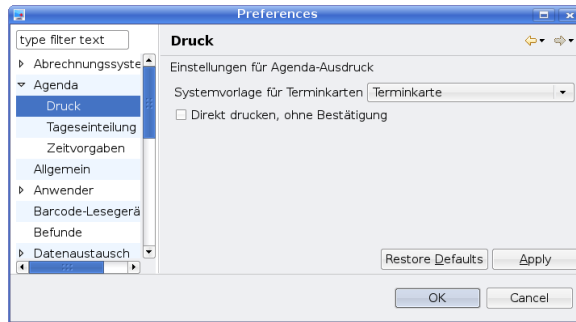 Preferences
type filter text
Druck
Abrechnungssyste
Einstellungen für Agenda-Ausdruck
Agenda
Systemvorlage für Terminkarten Terminkarte
Druck
Direkt drucken, ohne Bestätigung
Tageseinteilung
Zeitvorgaben
Allgemein
Anwender
Barcode-Lesegerä
Befunde
Datenaustausch
Restore Defaults Apply
OK Cancel